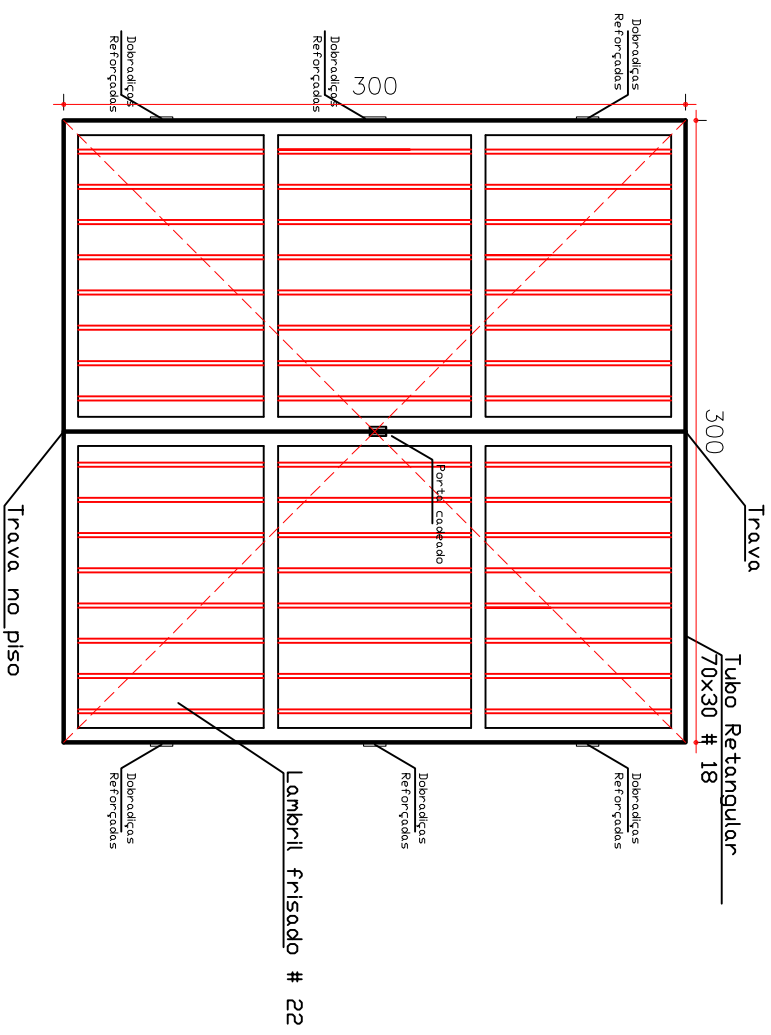 Dobradiças
Reforçadas
Dobradiças
Reforçadas
Dobradiças
Reforçadas
300
300
Trava
Porta cadeado
Trava no piso
Tubo Retangular
70x30 # 18
Dobradiças
Reforçadas
Dobradiças
Reforçadas
Dobradiças
Reforçadas
Lambril frisado # 22